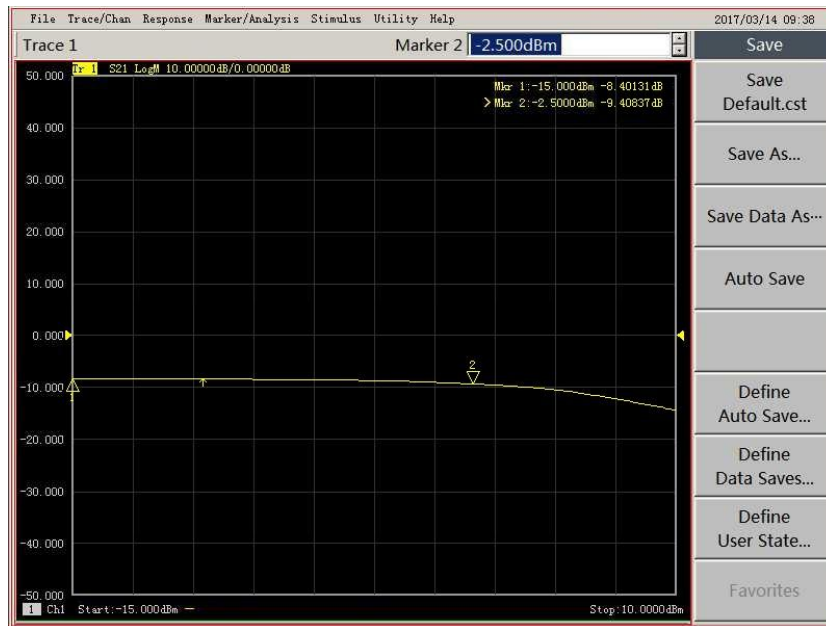 File Trace/Chan Response Marker/Analysis Stimulus Utility Help
2017/03/14 09:38
Trace 1
Marker 2 -2.500dBm
Save
Tr 1 S21 LogM 10.00000dB/0.00000dB
Mkr 1:-15.000dBm -8.40131dB
>Mkr 2:-2.5000dBm -9.40837dB
50.000
40.000
30.000
20.000
10.000
0.000
-10.000
-20.000
-30.000
-40.000
-50.000
1
2
1 Ch1 Start:-15.000dBm
Stop:10.0000dBm
Save
Default.cst
Save As...
Save Data As...
Auto Save
Define
Auto Save...
Define
Data Saves...
Define
User State...
Favorites